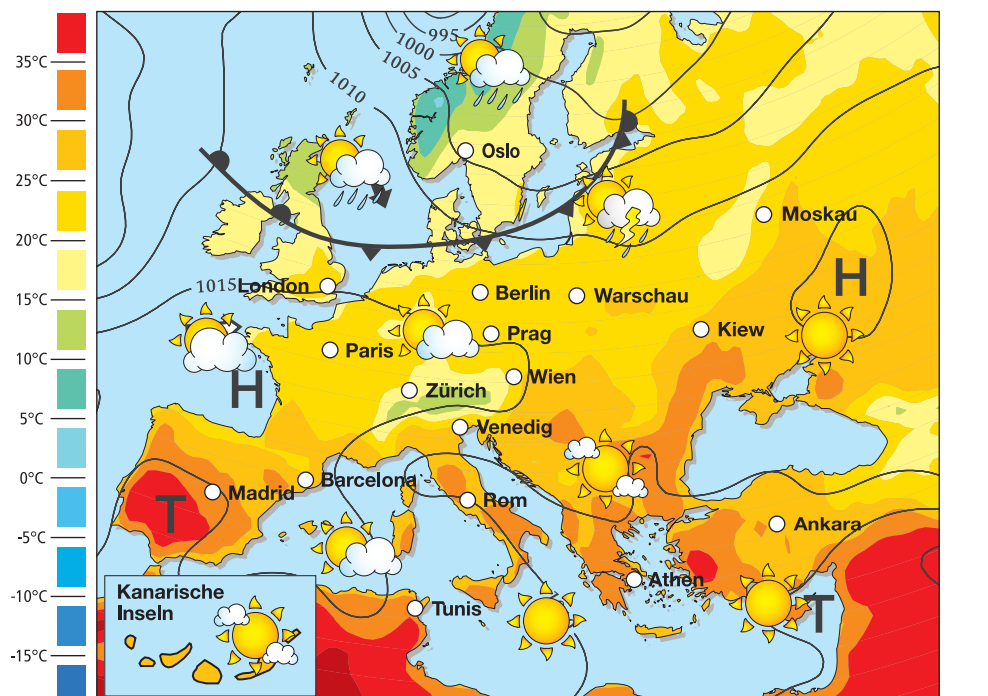 35°C
30°C
25°C
20°C
15°C
10°C
5°C
0°C
-5°C
-10°C
-15°C
995
1000
1005
1010
Oslo
Moskau
H
1015
London
Berlin
Warschau
Kiew
Prag
Paris
Wien
H
Zürich
Venedig
Barcelona
Madrid
T
Rom
Ankara
Athen
Tunis
T
Kanarische
Inseln